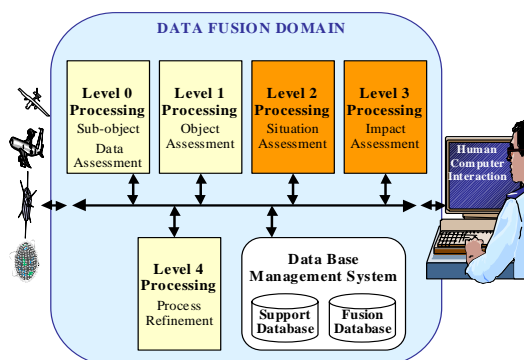 DATA FUSION DOMAIN
Level 0
Processing
Sub-object
Data
Assessment
Level 1
Processing
Object
Assessment
Level 2
Processing
Situation
Assessment
Level 3
Processing
Impact
Assessment
Human
Computer
Interaction
Level 4
Processing
Process
Refinement
Data Base
Management System
Support
Database
Fusion
Database